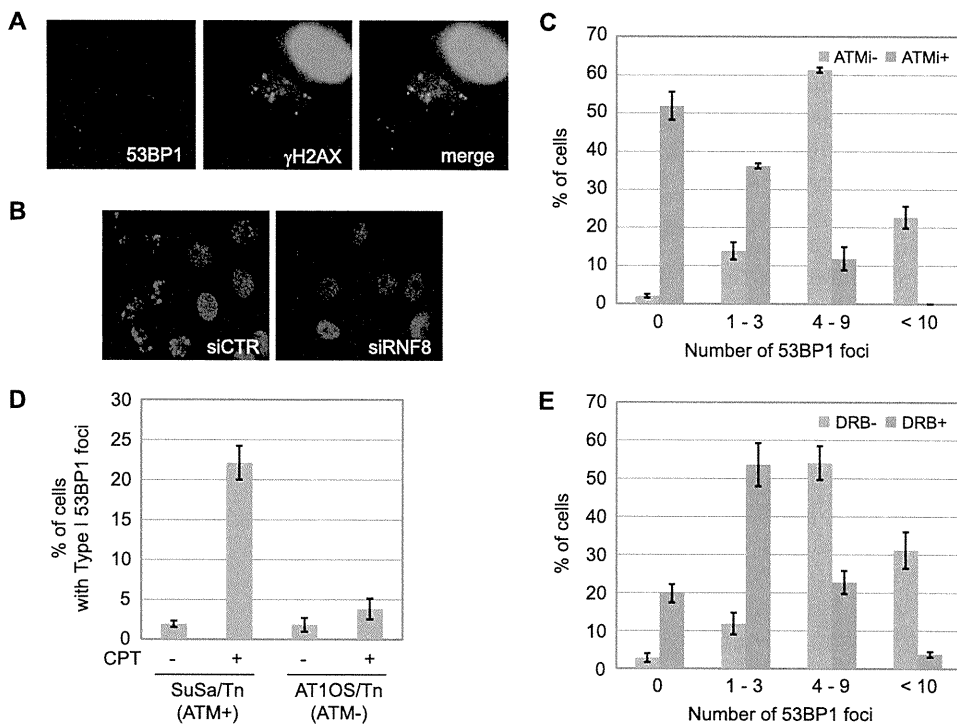 A
53BP1
γH2AX
merge
B
siCTR
siRNF8
C
70
60
50
40
30
20
10
0
% of cells
ATMi- ATMi+
0 1 - 3 4 - 9 < 10
Number of 53BP1 foci
D
30
25
20
15
10
5
0
% of cells
with Type I 53BP1 foci
CPT - + - +
SuSa/Tn AT1OS/Tn
(ATM+) (ATM-)
E
70
60
50
40
30
20
10
0
% of cells
DRB- DRB+
0 1 - 3 4 - 9 < 10
Number of 53BP1 foci